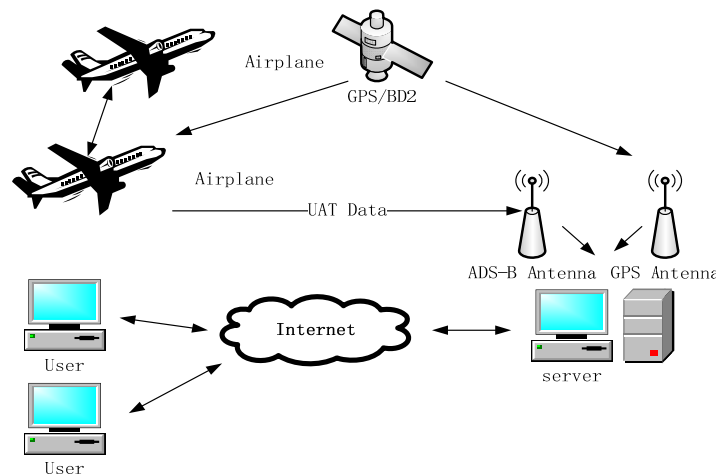 Airplane
GPS/BD2
Airplane
UAT Data
ADS-B Antenna
GPS Antenna
Internet
User
server
User